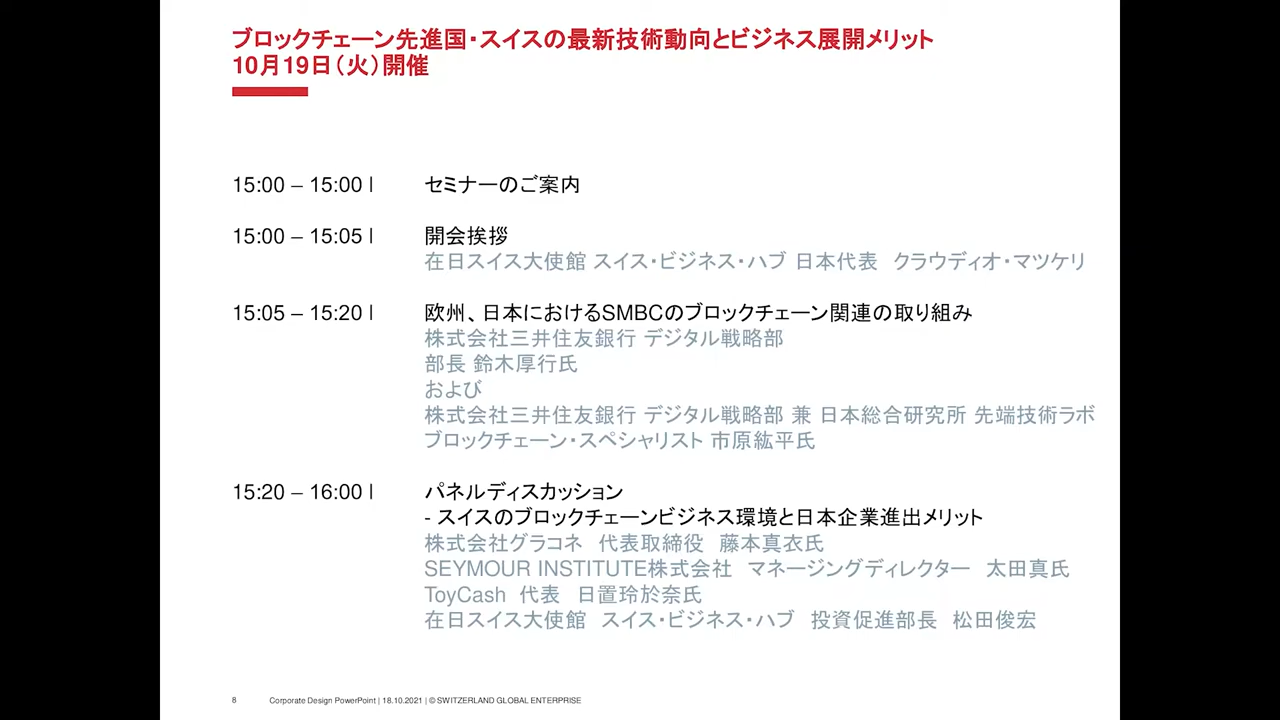 ブロックチェーン先進国・スイスの最新技術動向とビジネス展開メリット
10月19日（火）開催
15:00 – 15:00 l セミナーのご案内
15:00 – 15:05 l 開会挨拶
在日スイス大使館 スイス・ビジネス・ハブ 日本代表　クラウディオ・マツケリ
15:05 – 15:20 l 欧州、日本におけるSMBCのブロックチェーン関連の取り組み
株式会社三井住友銀行 デジタル戦略部
部長 鈴木厚行氏
および
株式会社三井住友銀行 デジタル戦略部 兼 日本総合研究所 先端技術ラボ
ブロックチェーン・スペシャリスト 市原紘平氏
15:20 – 16:00 l パネルディスカッション
- スイスのブロックチェーンビジネス環境と日本企業進出メリット
株式会社グラコネ　代表取締役　藤本真衣氏
SEYMOUR INSTITUTE株式会社　マネージングディレクター　太田真氏
ToyCash　代表　日置玲於奈氏
在日スイス大使館　スイス・ビジネス・ハブ　投資促進部長　松田俊宏
8 Corporate Design PowerPoint | 18.10.2021 | © SWITZERLAND GLOBAL ENTERPRISE